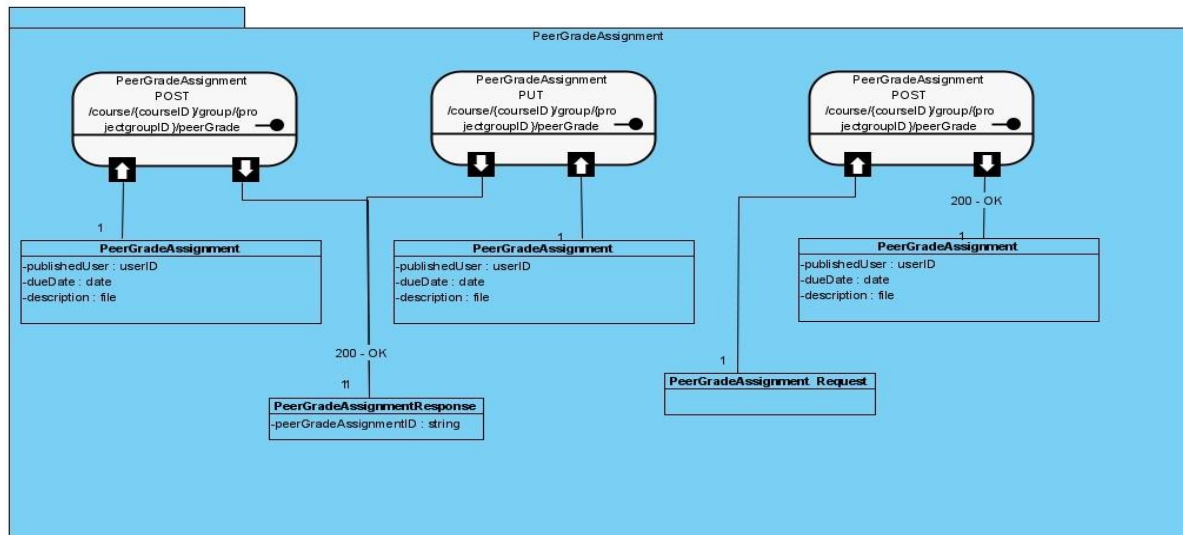 PeerGradeAssignment
PeerGradeAssignment
POST
/course/{courseID}/group/{pro
jectgroupID}/peerGrade
PeerGradeAssignment
PUT
/course/{courseID}/group/{pro
jectgroupID}/peerGrade
PeerGradeAssignment
POST
/course/{courseID}/group/{pro
jectgroupID}/peerGrade
200 - OK
1
PeerGradeAssignment
-publishedUser : userID
-dueDate : date
-description : file
1
PeerGradeAssignment
-publishedUser : userID
-dueDate : date
-description : file
1
PeerGradeAssignment
-publishedUser : userID
-dueDate : date
-description : file
200 - OK
11
PeerGradeAssignmentResponse
-peerGradeAssignmentID : string
1
PeerGradeAssignment_Request